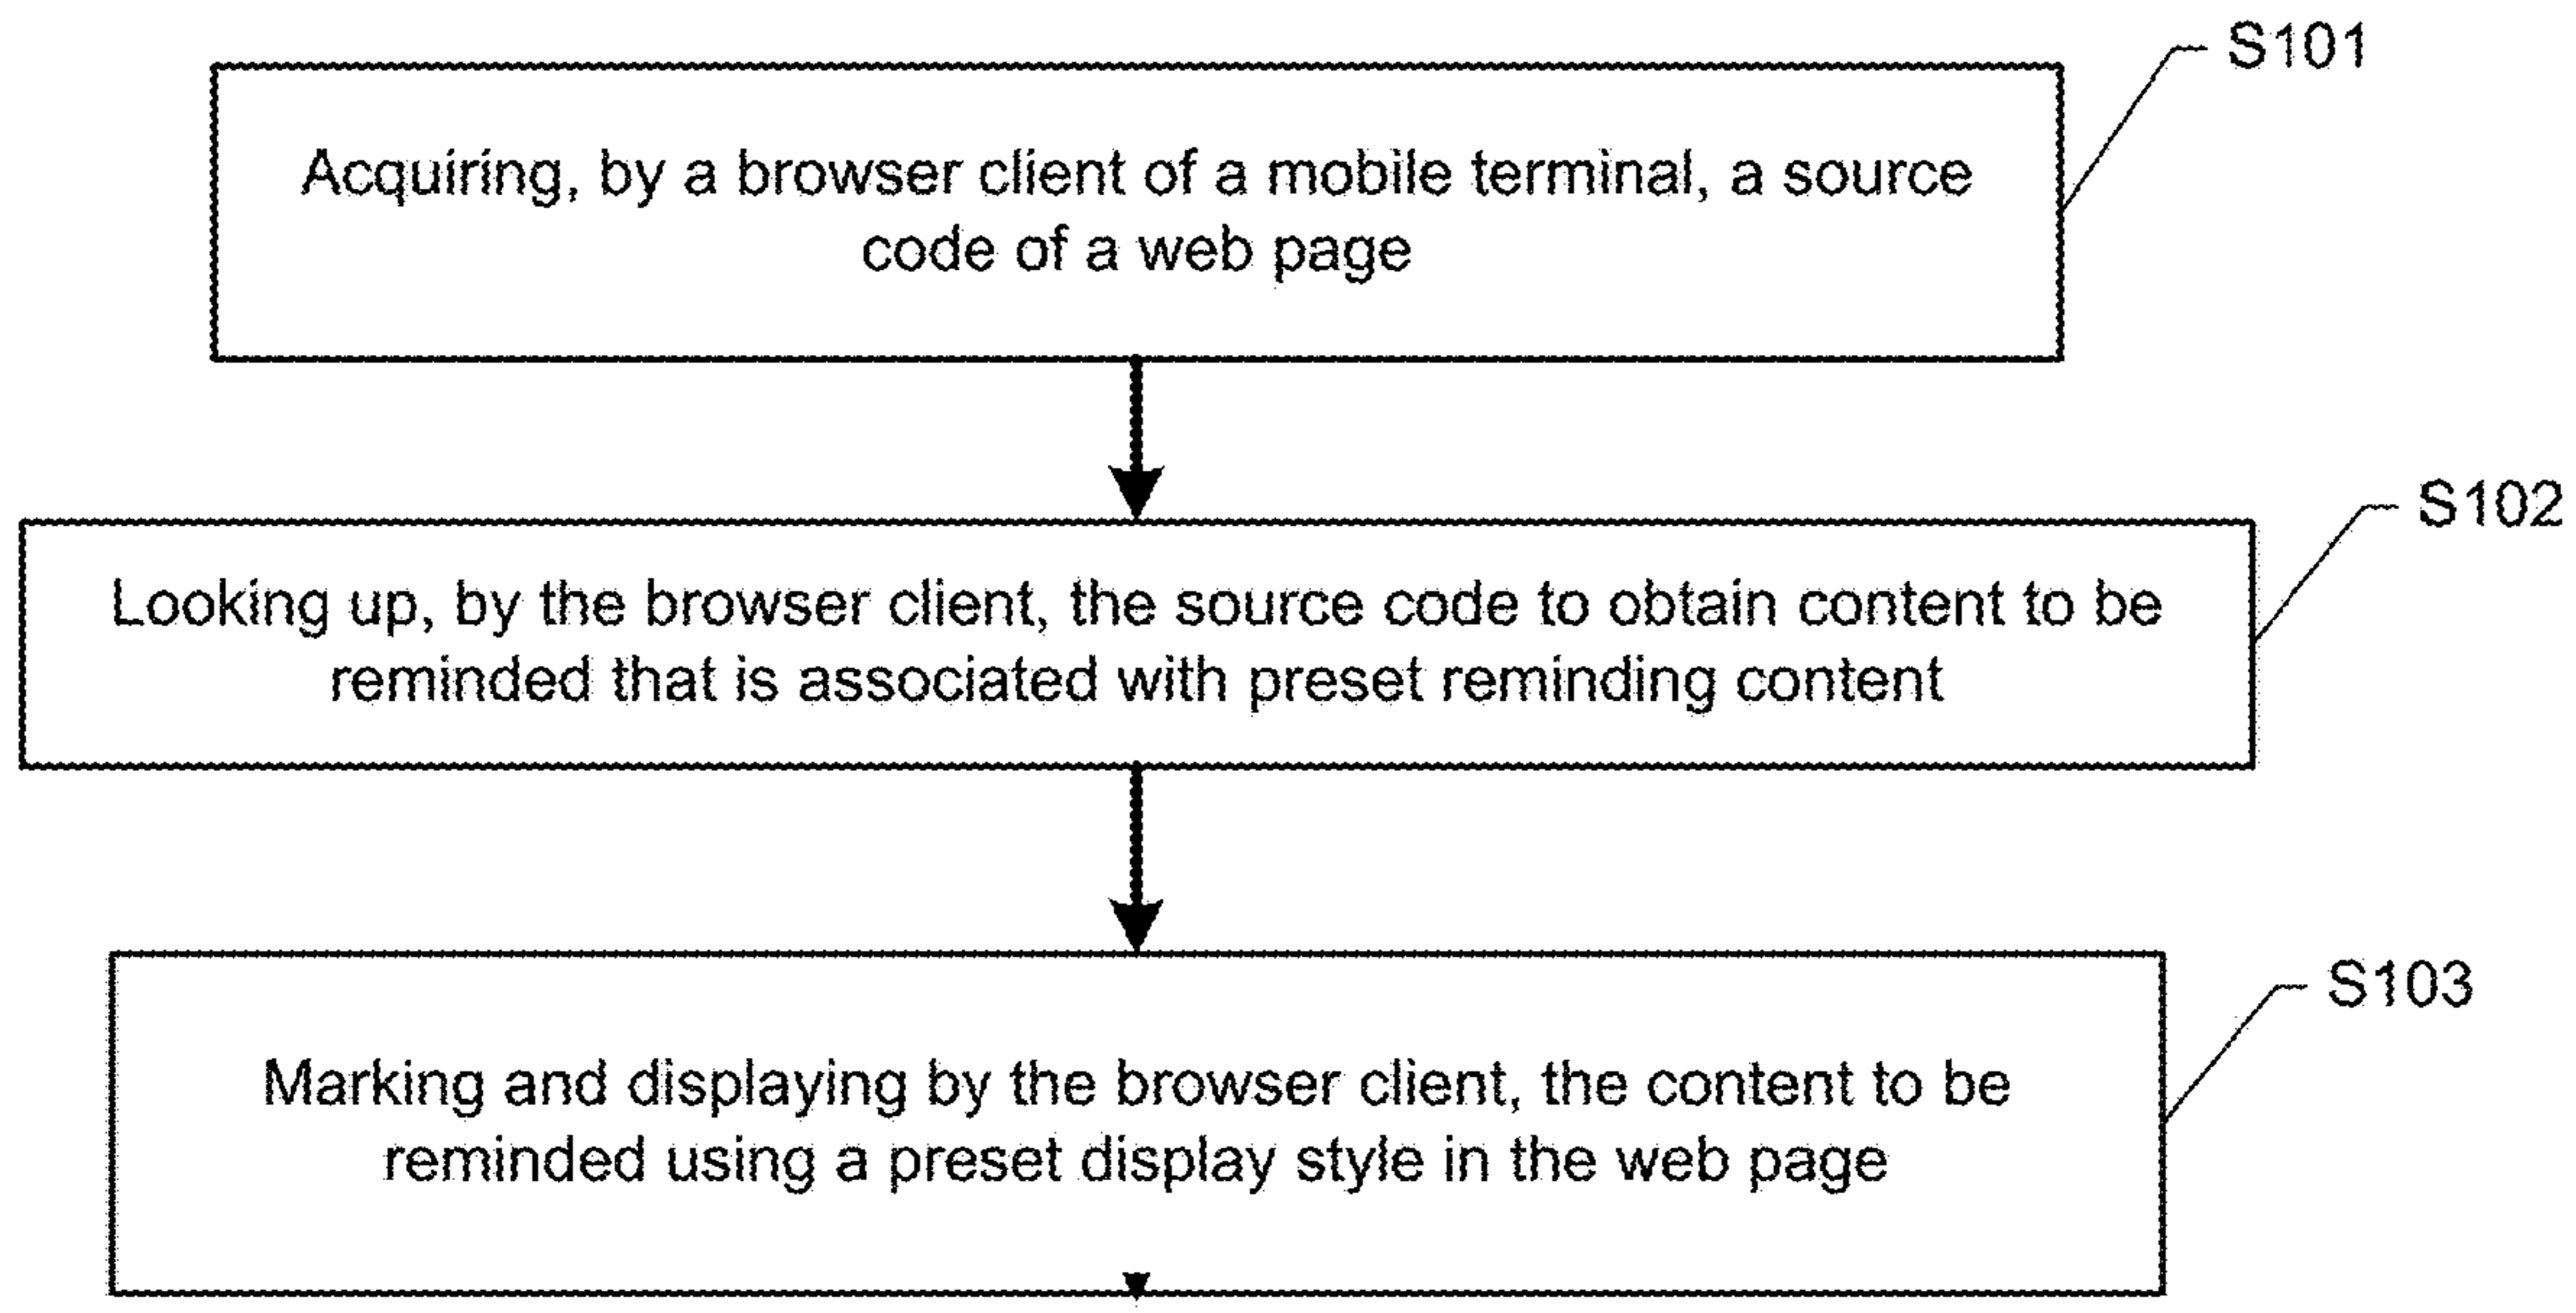 S101
Acquiring, by a browser client of a mobile terminal, a source
code of a web page
S102
Looking up, by the browser client, the source code to obtain content to be
reminded that is associated with preset reminding content
S103
Marking and displaying by the browser client, the content to be
reminded using a preset display style in the web page